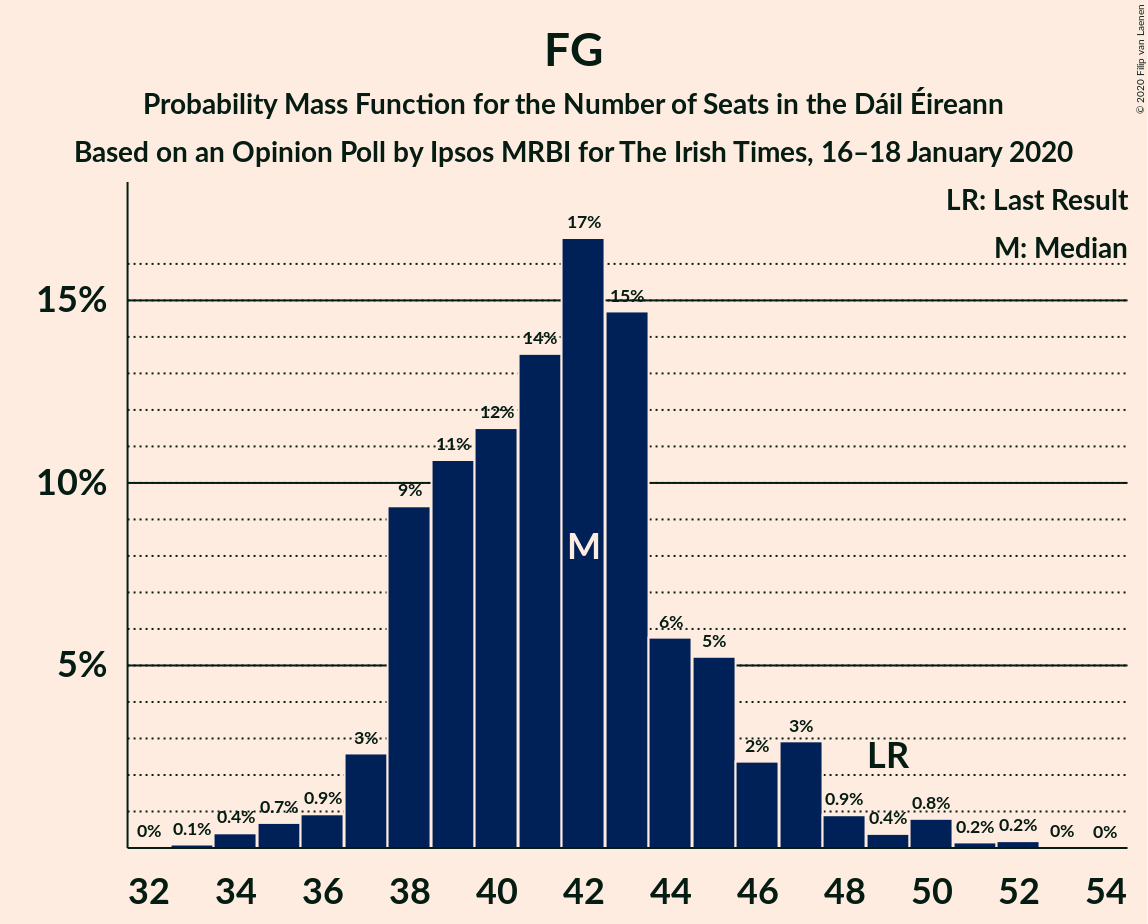 FG
Probability Mass Function for the Number of Seats in the Dáil Éireann
Based on an Opinion Poll by Ipsos MRBI for The Irish Times, 16–18 January 2020
© 2020 Filip van Laenen
LR: Last Result
M: Median
15%
10%
5%
0%
0.1%
0.4%
0.7%
0.9%
3%
9%
11%
12%
14%
17%
15%
6%
5%
2%
3%
0.9%
0.4%
0.8%
0.2%
0.2%
0%
0%
M
LR
32 34 36 38 40 42 44 46 48 50 52 54